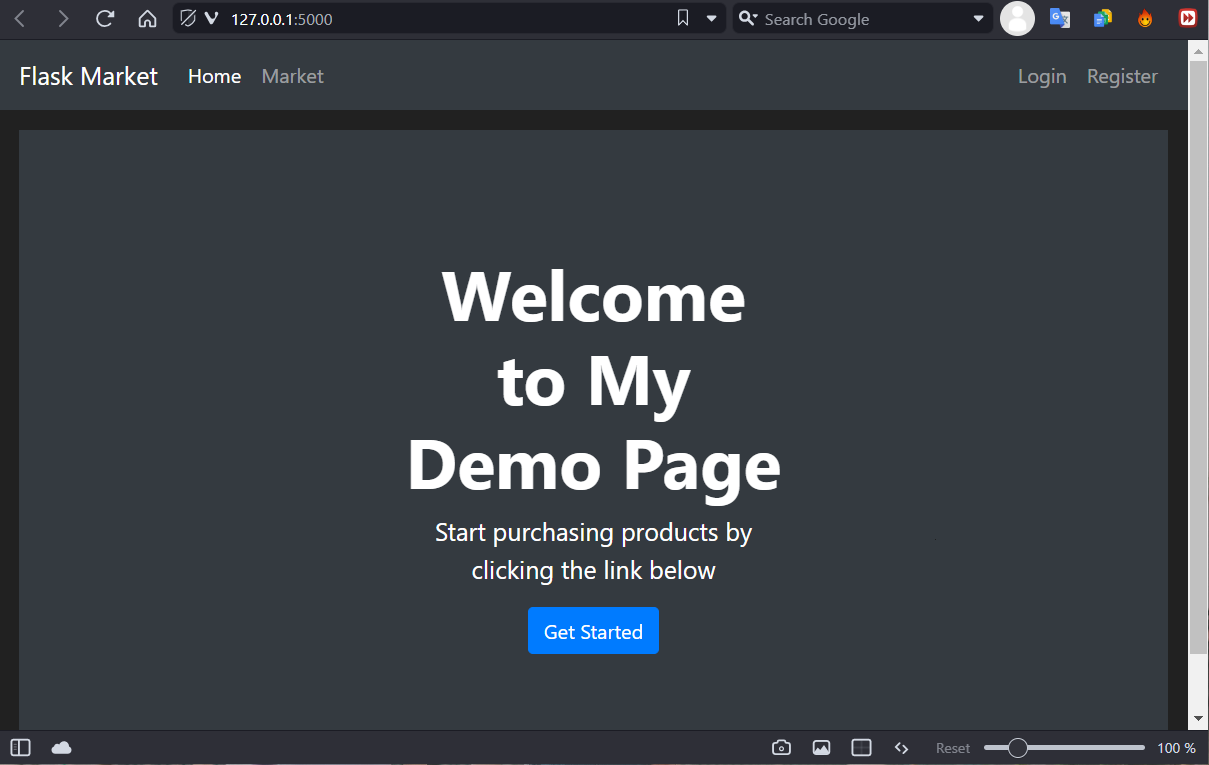 127.0.0.1:5000
Search Google
Flask Market Home Market Login Register
Welcome
to My
Demo Page
Start purchasing products by
clicking the link below
Get Started
Reset 100 %